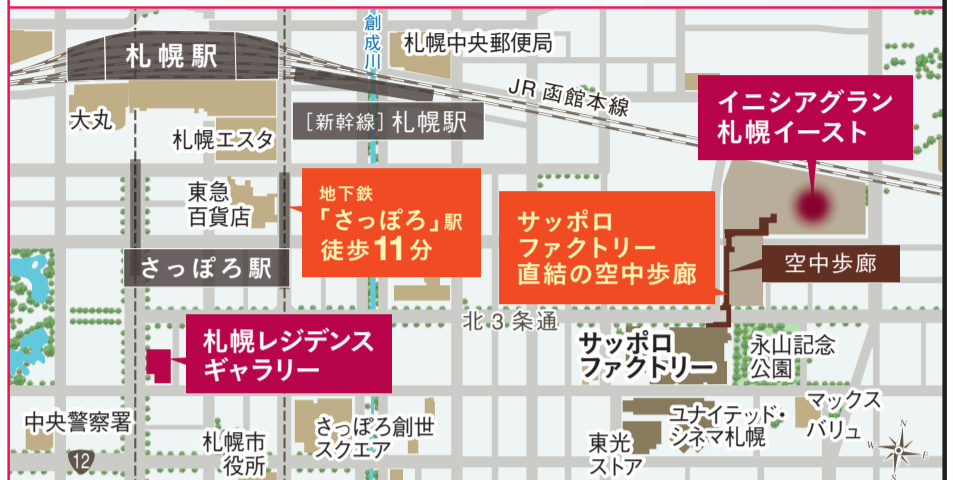 創成川
札幌中央郵便局
札幌駅
JR函館本線
イニシアグラン
札幌イースト
大丸
[新幹線]札幌駅
札幌エスタ
東急
百貨店
地下鉄
「さっぽろ」駅
徒歩11分
サッポロ
ファクトリー
直結の空中歩廊
さっぽろ駅
空中歩廊
北3条通
札幌レジデンス
ギャラリー
サッポロ
ファクトリー
永山記念
公園
中央警察署
札幌市
役所
さっぽろ創世
スクエア
東光
ストア
ユナイテッド・
シネマ札幌
マックス
バリュ
12
N
W
E
S